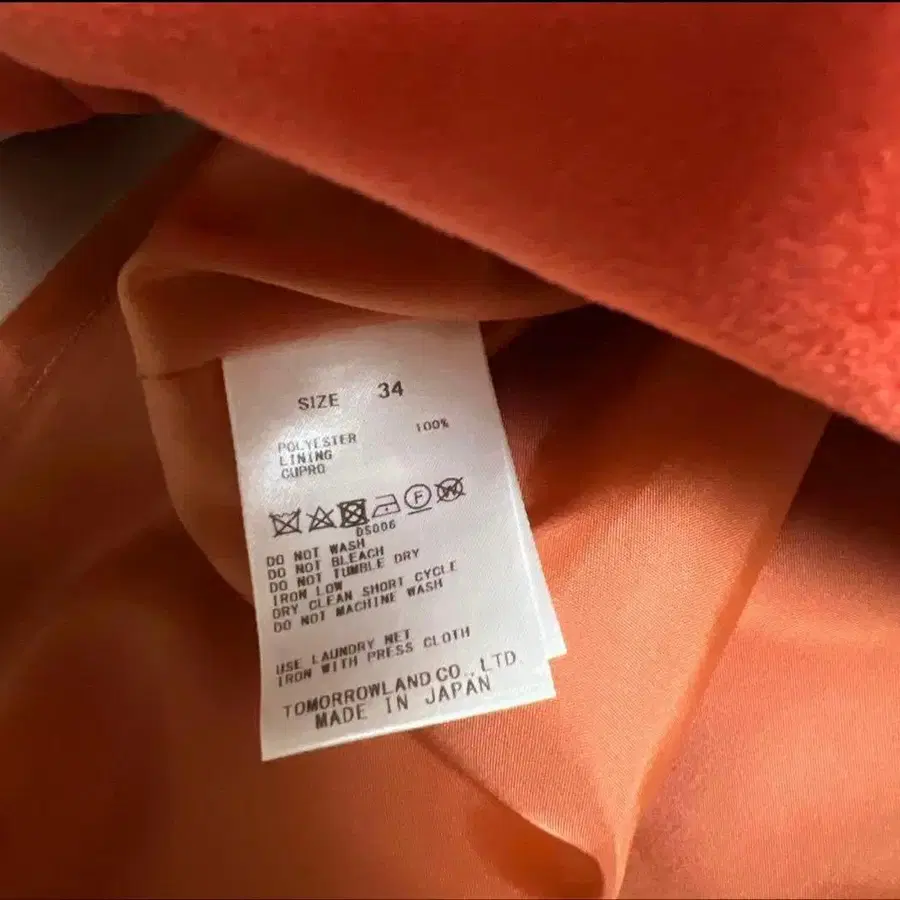 SIZE 34
POLYESTER 100%
LINING
CUPRO
F W
DS006
DO NOT WASH
DO NOT BLEACH
DO NOT TUMBLE DRY
IRON LOW
DRY CLEAN SHORT CYCLE
DO NOT MACHINE WASH
USE LAUNDRY NET
IRON WITH PRESS CLOTH
TOMORROWLAND CO., LTD.
MADE IN JAPAN